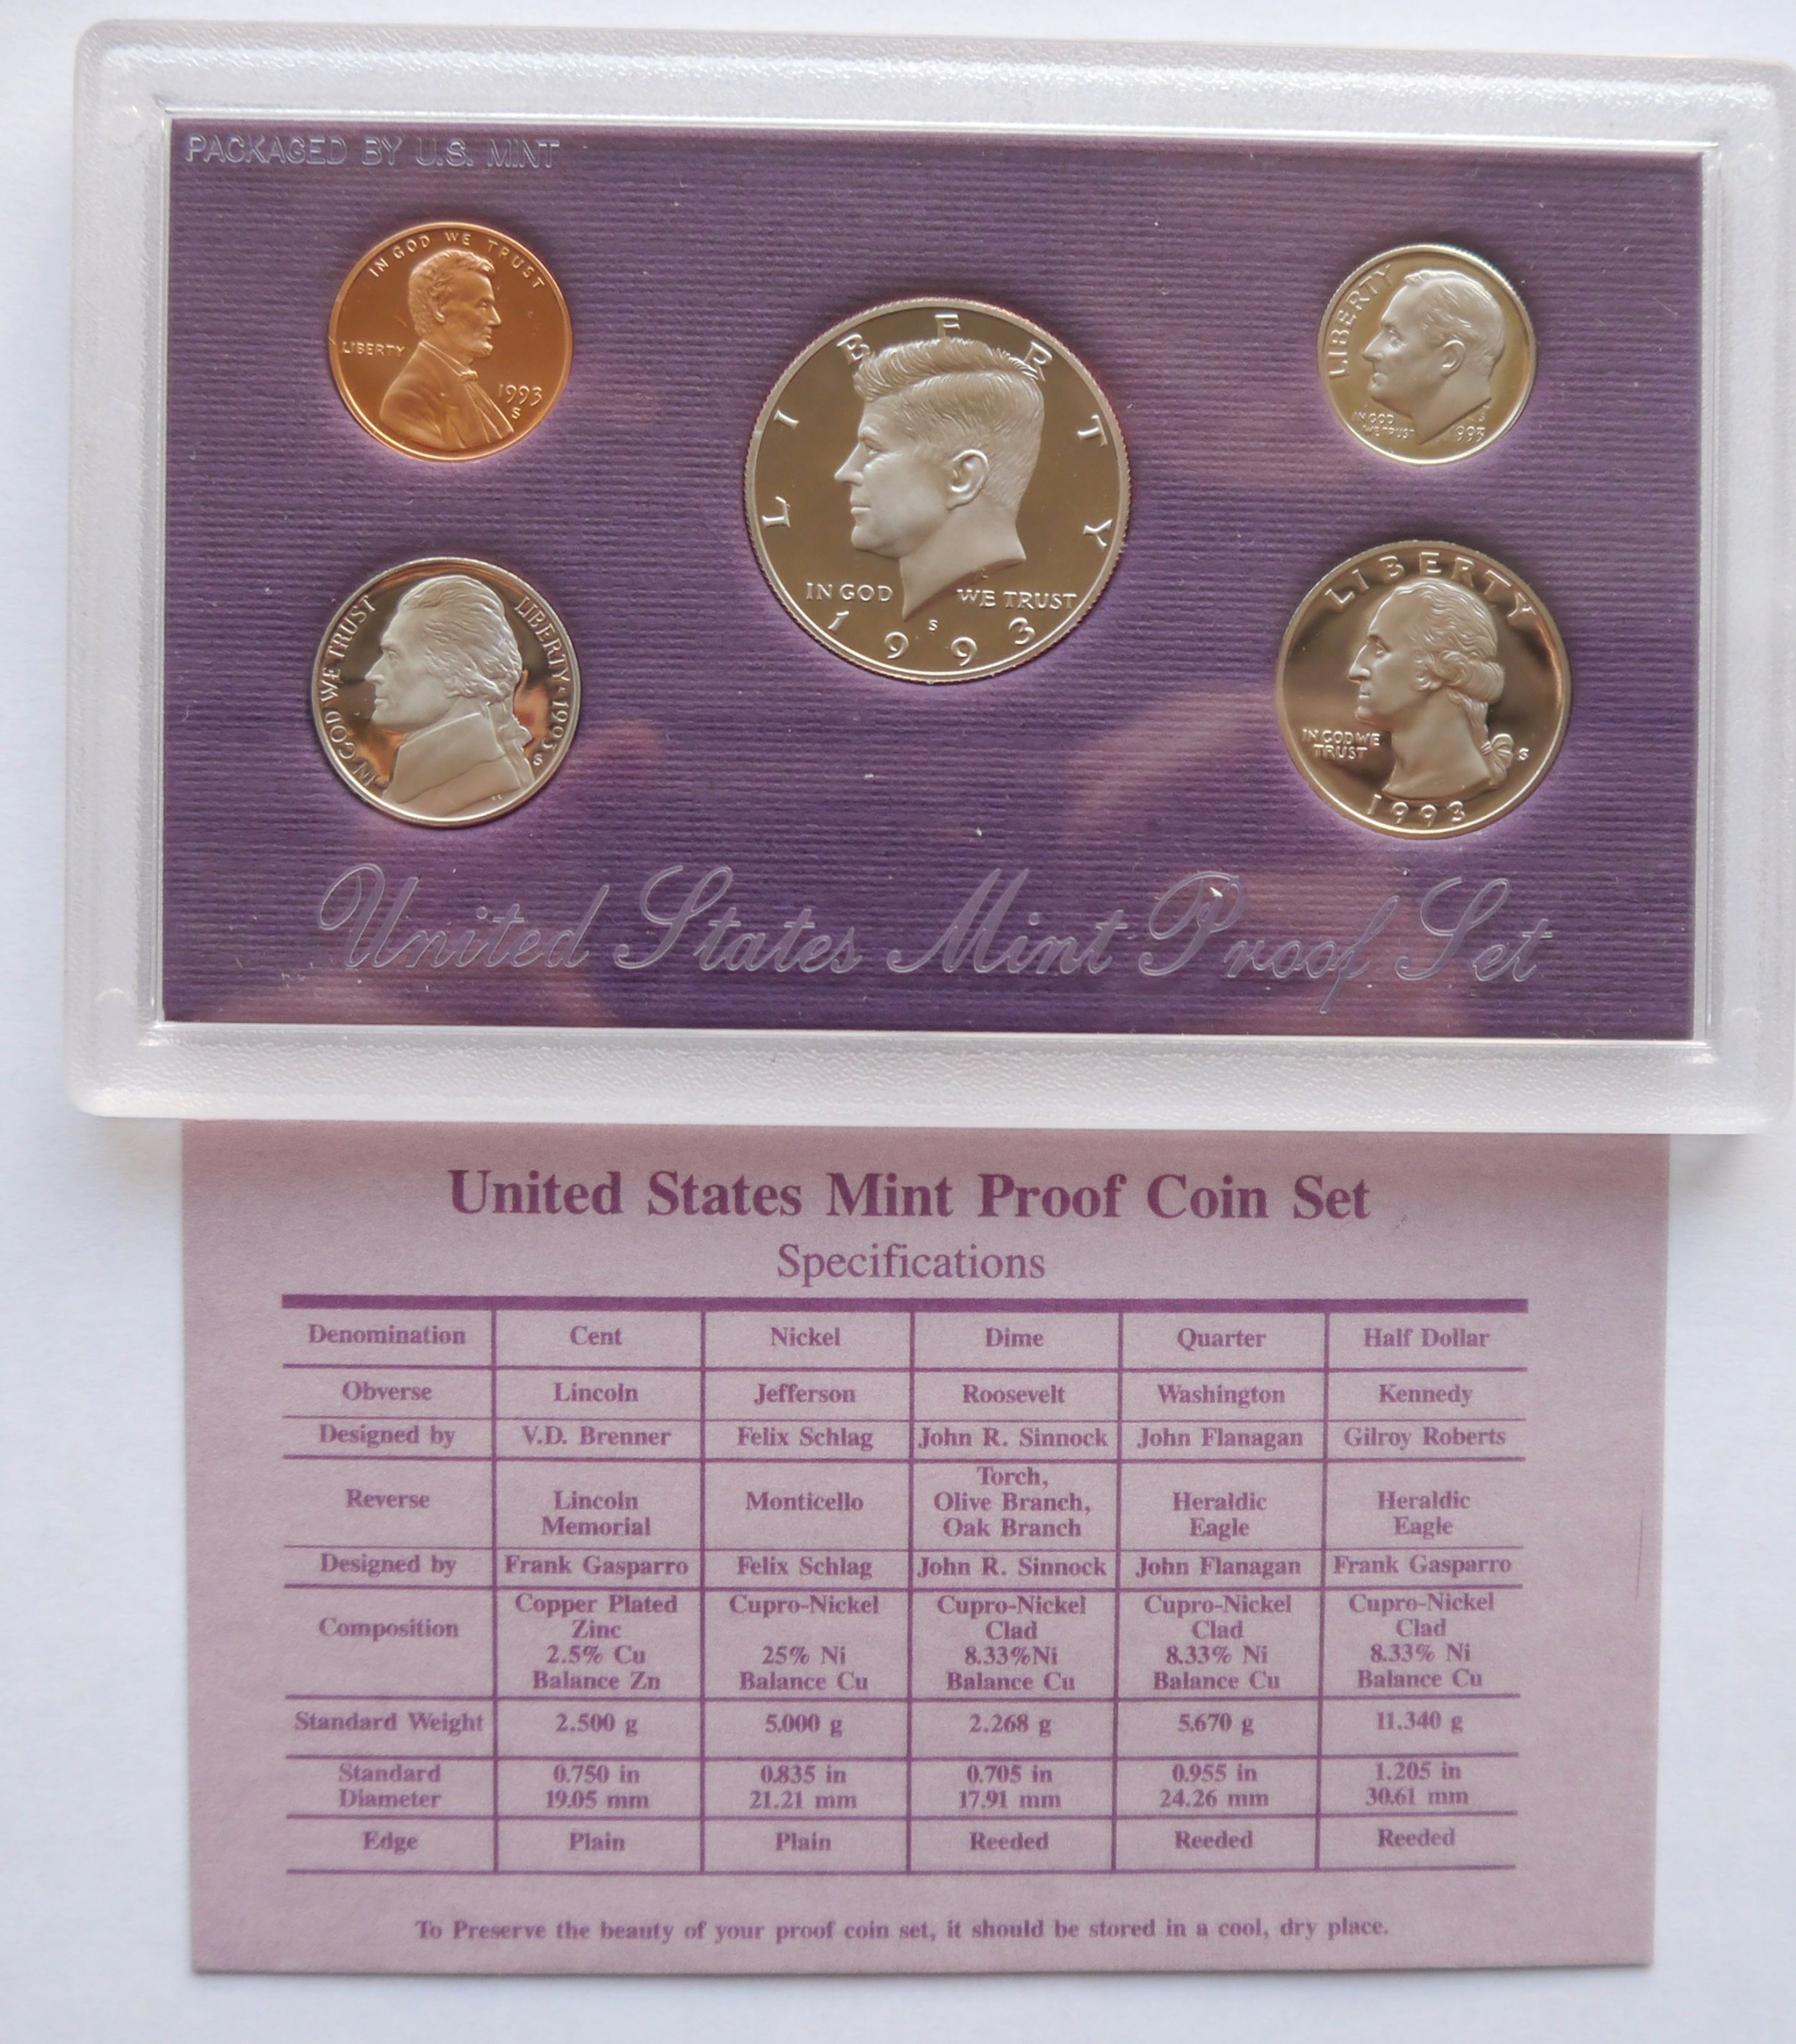 PACKAGED BY U.S. MINT
IN GOD WE TRUST
LIBERTY
1993
S
LIBERTY
IN GOD WE TRUST
1993
S
LIBERTY
IN GOD
WE TRUST
S
1993
IN GOD WE TRUST
LIBERTY · 1993
S
LIBERTY
IN GOD WE
TRUST
S
1993
United States Mint Proof Set
United States Mint Proof Coin Set
Specifications
Denomination Cent Nickel Dime Quarter Half Dollar
Obverse Lincoln Jefferson Roosevelt Washington Kennedy
Designed by V.D. Brenner Felix Schlag John R. Sinnock John Flanagan Gilroy Roberts
Torch,
Reverse Lincoln Monticello Olive Branch, Heraldic Heraldic
Memorial Oak Branch Eagle Eagle
Designed by Frank Gasparro Felix Schlag John R. Sinnock John Flanagan Frank Gasparro
Copper Plated Cupro-Nickel Cupro-Nickel Cupro-Nickel Cupro-Nickel
Composition Zinc Clad Clad Clad
2.5% Cu 25% Ni 8.33%Ni 8.33% Ni 8.33% Ni
Balance Zn Balance Cu Balance Cu Balance Cu Balance Cu
Standard Weight 2.500 g 5.000 g 2.268 g 5.670 g 11.340 g
Standard 0.750 in 0.835 in 0.705 in 0.955 in 1.205 in
Diameter 19.05 mm 21.21 mm 17.91 mm 24.26 mm 30.61 mm
Edge Plain Plain Reeded Reeded Reeded
To Preserve the beauty of your proof coin set, it should be stored in a cool, dry place.